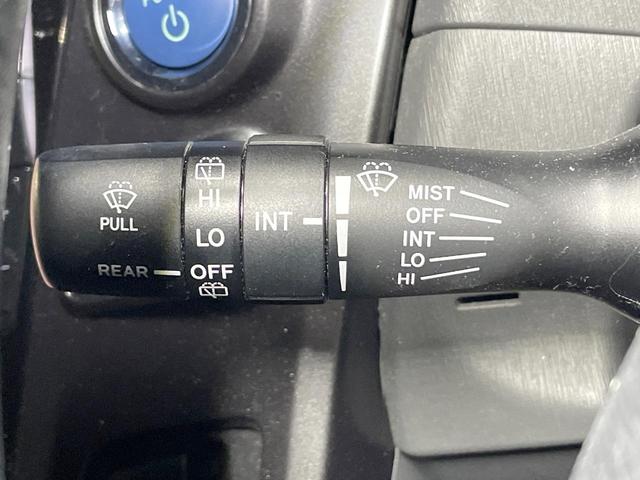 PULL
REAR
HI
LO
OFF
INT
MIST
OFF
INT
LO
HI